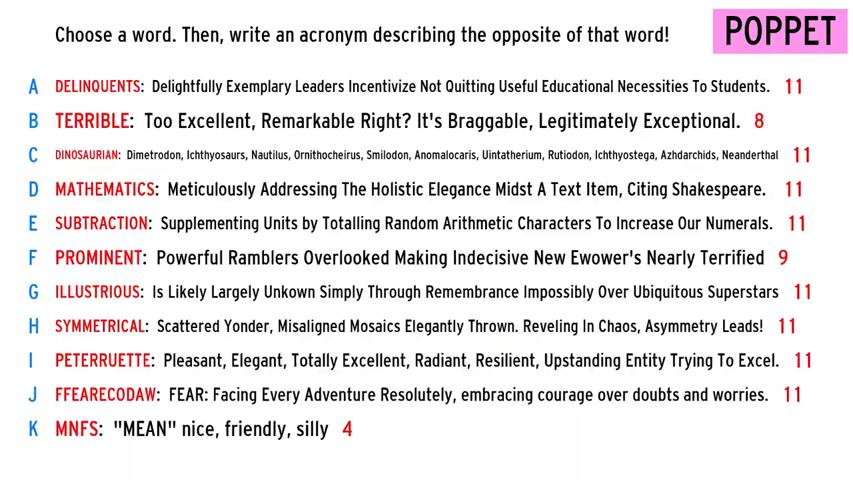 Choose a word. Then, write an acronym describing the opposite of that word!
POPPET
A DELINQUENTS: Delightfully Exemplary Leaders Incentivize Not Quitting Useful Educational Necessities To Students. 11
B TERRIBLE: Too Excellent, Remarkable Right? It's Braggable, Legitimately Exceptional. 8
C DINOSAURIAN: Dimetrodon, Ichthyosaurs, Nautilus, Ornithocheirus, Smilodon, Anomalocaris, Uintatherium, Rutiodon, Ichthyostega, Azhdarchids, Neanderthal 11
D MATHEMATICS: Meticulously Addressing The Holistic Elegance Midst A Text Item, Citing Shakespeare. 11
E SUBTRACTION: Supplementing Units by Totalling Random Arithmetic Characters To Increase Our Numerals. 11
F PROMINENT: Powerful Ramblers Overlooked Making Indecisive New Ewower's Nearly Terrified 9
G ILLUSTRIOUS: Is Likely Largely Unkown Simply Through Remembrance Impossibly Over Ubiquitous Superstars 11
H SYMMETRICAL: Scattered Yonder, Misaligned Mosaics Elegantly Thrown. Reveling In Chaos, Asymmetry Leads! 11
I PETERRUETTE: Pleasant, Elegant, Totally Excellent, Radiant, Resilient, Upstanding Entity Trying To Excel. 11
J FFEARECODAW: FEAR: Facing Every Adventure Resolutely, embracing courage over doubts and worries. 11
K MNFS: "MEAN" nice, friendly, silly 4